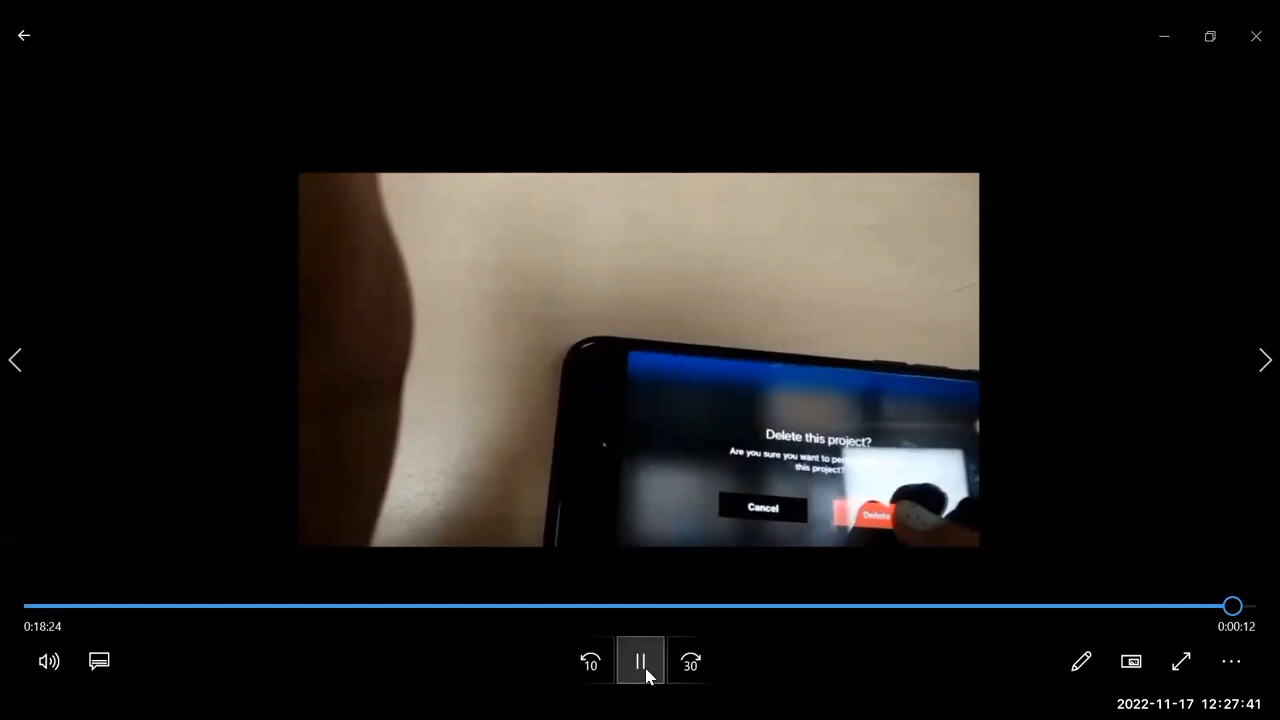 Delete this project?
Are you sure you want to
this project?
Cancel
Delete
0:18:24
0:00:12
10
30
2022-11-17 12:27:41